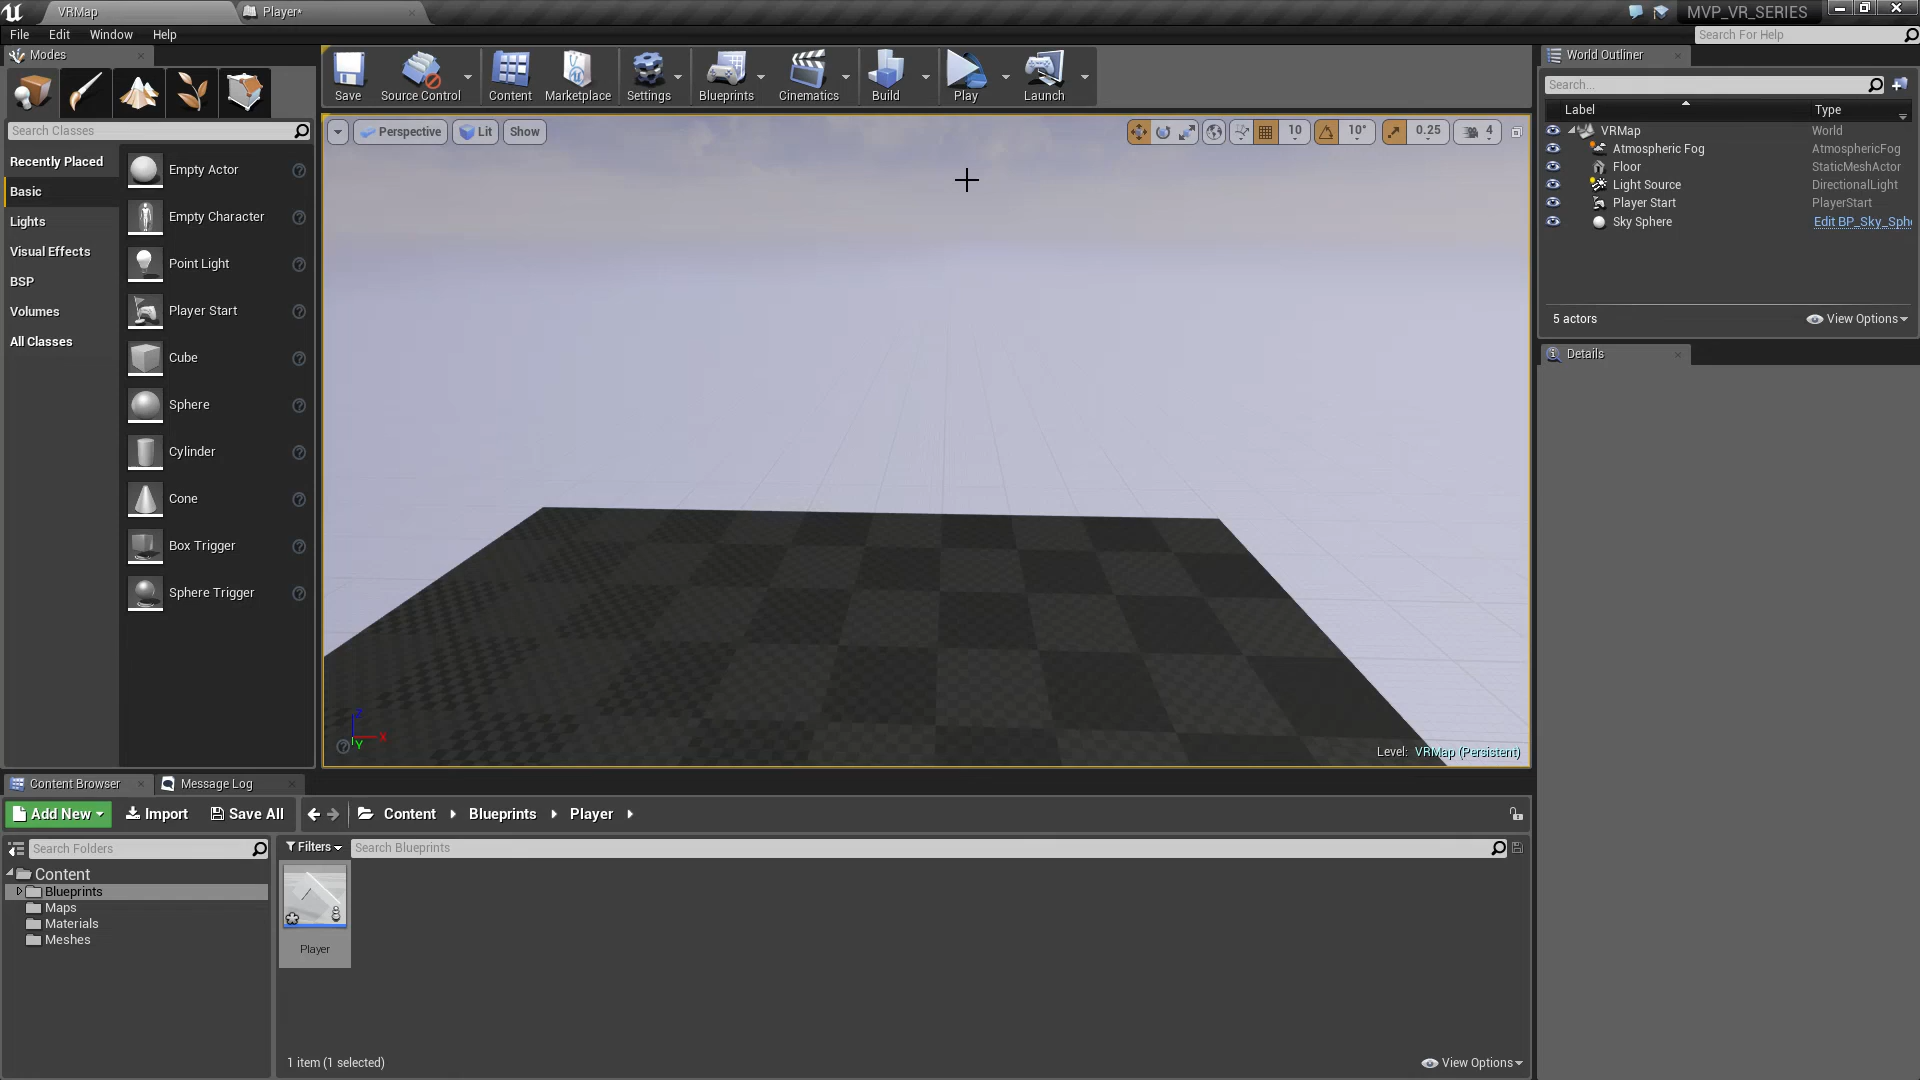 VRMap
Player*
MVP_VR_SERIES
File Edit Window Help
Search For Help
Modes
Save
Source Control
Content
Marketplace
Settings
Blueprints
Cinematics
Build
Play
Launch
Search Classes
Recently Placed
Basic
Lights
Visual Effects
BSP
Volumes
All Classes
Empty Actor
Empty Character
Point Light
Player Start
Cube
Sphere
Cylinder
Cone
Box Trigger
Sphere Trigger
Perspective
Lit
Show
10
10°
0.25
4
Z
X
Y
Level: VRMap (Persistent)
World Outliner
Search...
Label Type
VRMap World
Atmospheric Fog AtmosphericFog
Floor StaticMeshActor
Light Source DirectionalLight
Player Start PlayerStart
Sky Sphere Edit BP_Sky_Sph
5 actors
View Options
Details
Content Browser
Message Log
Add New
Import
Save All
Content
Blueprints
Player
Search Folders
Filters
Search Blueprints
Content
Blueprints
Maps
Materials
Meshes
Player
1 item (1 selected)
View Options